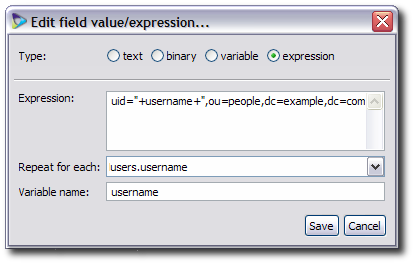 Edit field value/expression...
Type: text binary variable expression
Expression: uid="+username+",ou=people,dc=example,dc=com
Repeat for each: users.username
Variable name: username
Save Cancel